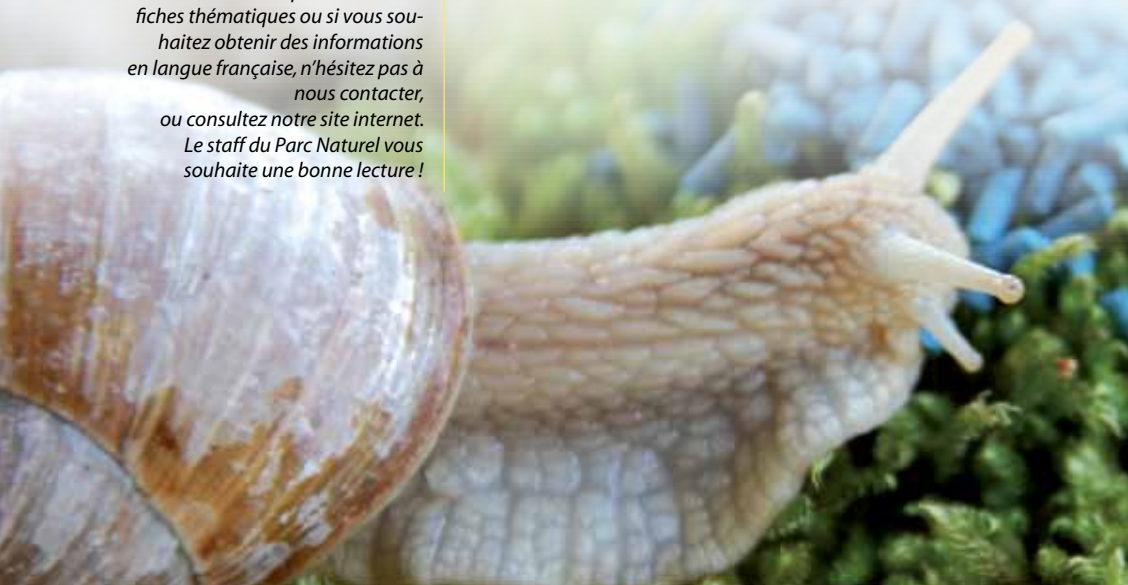 fiches thématiques ou si vous sou-
haitez obtenir des informations
en langue française, n’hésitez pas à
nous contacter,
ou consultez notre site internet.
Le staff du Parc Naturel vous
souhaite une bonne lecture !